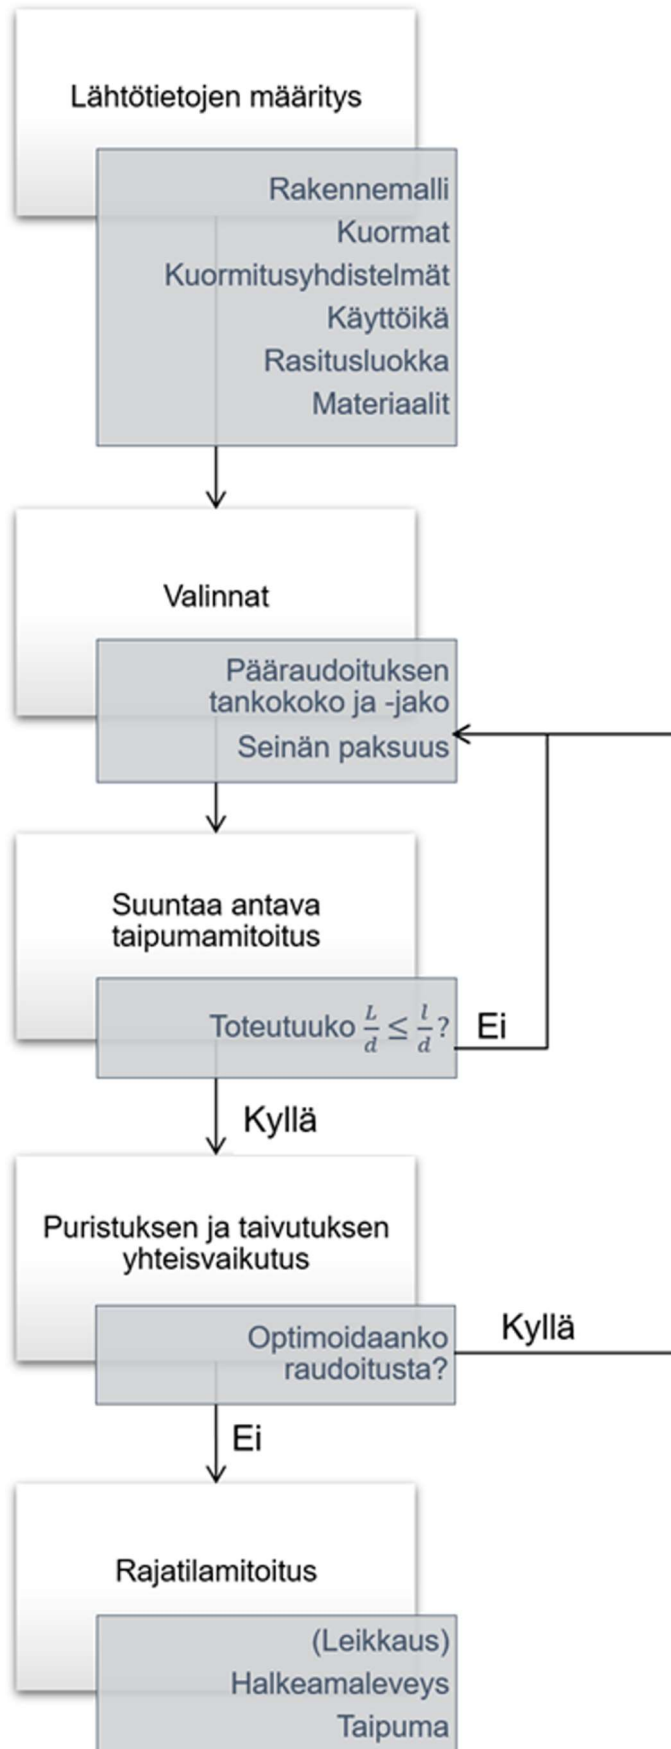 Lähtötietojen määritys
Rakennemalli
Kuormat
Kuormitusyhdistelmät
Käyttöikä
Rasitusluokka
Materiaalit
Valinnat
Pääraudoituksen
tankokoko ja -jako
Seinän paksuus
Suuntaa antava
taipumamitoitus
Toteutuuko L/d ≤ l/d?
Ei
Kyllä
Puristuksen ja taivutuksen
yhteisvaikutus
Optimoidaanko
raudoitusta?
Kyllä
Ei
Rajatilamitoitus
(Leikkaus)
Halkeamaleveys
Taipuma